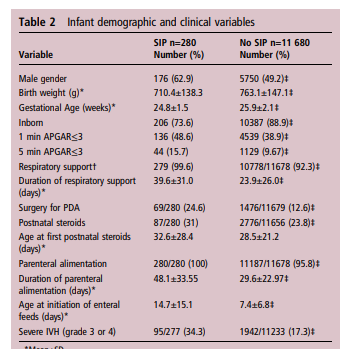 Table 2 Infant demographic and clinical variables
SIP n=280 No SIP n=11 680
Variable Number (%) Number (%)
Male gender 176 (62.9) 5750 (49.2)‡
Birth weight (g)* 710.4±138.3 763.1±147.1‡
Gestational Age (weeks)* 24.8±1.5 25.9±2.1‡
Inborn 206 (73.6) 10387 (88.9)‡
1 min APGAR≤3 136 (48.6) 4539 (38.9)‡
5 min APGAR≤3 44 (15.7) 1129 (9.67)‡
Respiratory support† 279 (99.6) 10778/11678 (92.3)‡
Duration of respiratory support 39.6±31.0 23.9±26.0‡
(days)*
Surgery for PDA 69/280 (24.6) 1476/11679 (12.6)‡
Postnatal steroids 87/280 (31) 2776/11656 (23.8)‡
Age at first postnatal steroids 32.6±28.4 28.5±21.2
(days)*
Parenteral alimentation 280/280 (100) 11187/11678 (95.8)‡
Duration of parenteral 48.1±33.55 29.6±22.97‡
alimentation (days)*
Age at initiation of enteral 14.7±15.1 7.4±6.8‡
feeds (days)*
Severe IVH (grade 3 or 4) 95/277 (34.3) 1942/11233 (17.3)‡